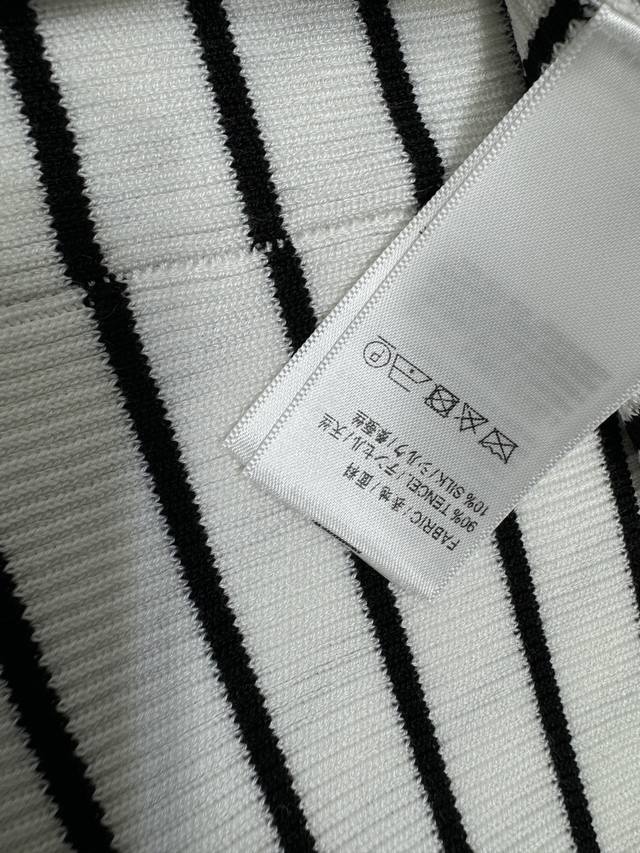 FABRIC / 表地 / 面料
90% TENCEL / テンセル / 天丝
10% SILK / シルク / 桑蚕丝
P